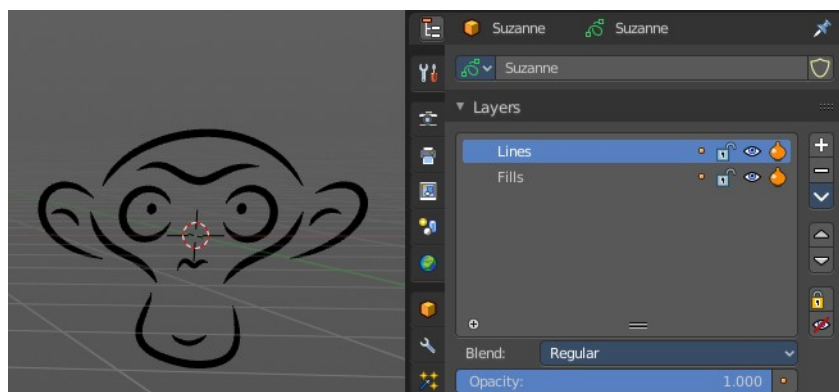 Suzanne Suzanne
Suzanne
Layers
Lines
Fills
Blend: Regular
Opacity: 1.000